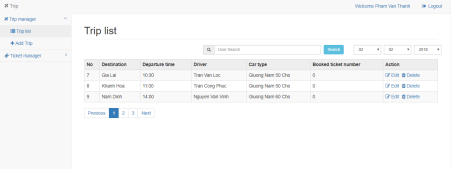 Trip
Welcome Pham Van Thanh
Logout
Trip manager
Trip list
Add Trip
Ticket manager
Trip list
User Search
Search
02
02
2018
No Destination Departure time Driver Car type Booked ticket number Action
7 Gia Lai 10:30 Tran Van Loc Giuong Nam 50 Cho 0 Edit Delete
8 Khanh Hoa 11:00 Tran Cong Phuc Giuong Nam 60 Cho 0 Edit Delete
9 Nam Dinh 14:00 Nguyen Van Vinh Giuong Nam 60 Cho 0 Edit Delete
Previous 1 2 3 Next